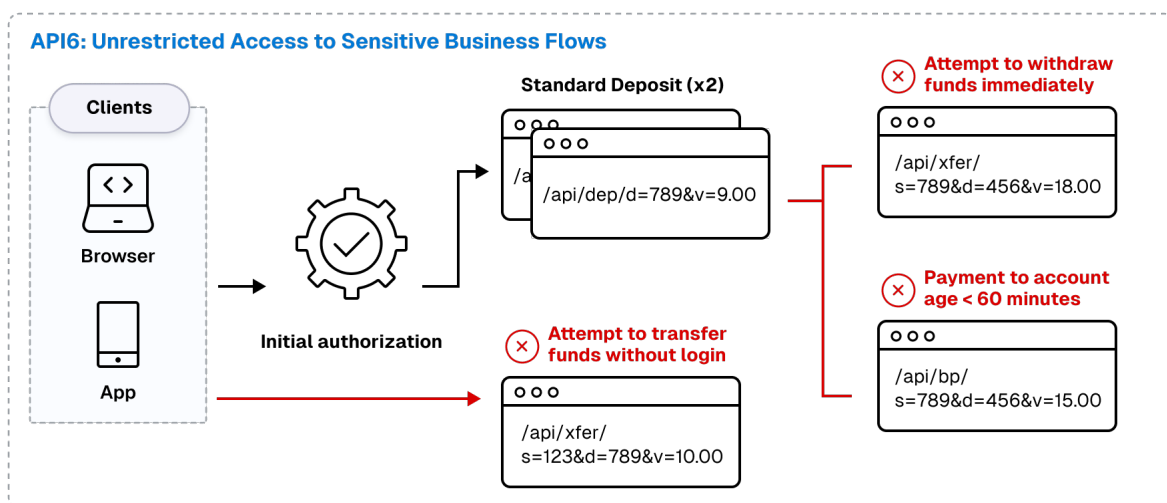 API6: Unrestricted Access to Sensitive Business Flows
Clients
Browser
App
Initial authorization
Standard Deposit (x2)
/a
/api/dep/d=789&v=9.00
Attempt to transfer
funds without login
/api/xfer/
s=123&d=789&v=10.00
Attempt to withdraw
funds immediately
/api/xfer/
s=789&d=456&v=18.00
Payment to account
age < 60 minutes
/api/bp/
s=789&d=456&v=15.00